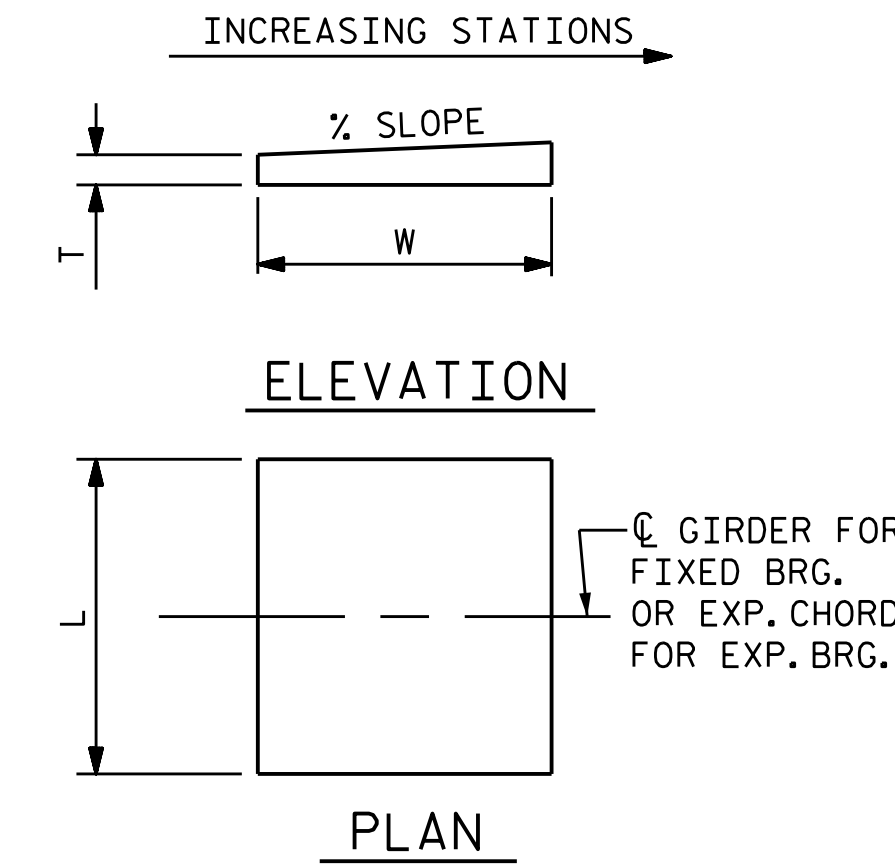 INCREASING STATIONS
% SLOPE
T
W
ELEVATION
L
℄ GIRDER FOR
FIXED BRG.
OR EXP. CHORD
FOR EXP. BRG.
PLAN